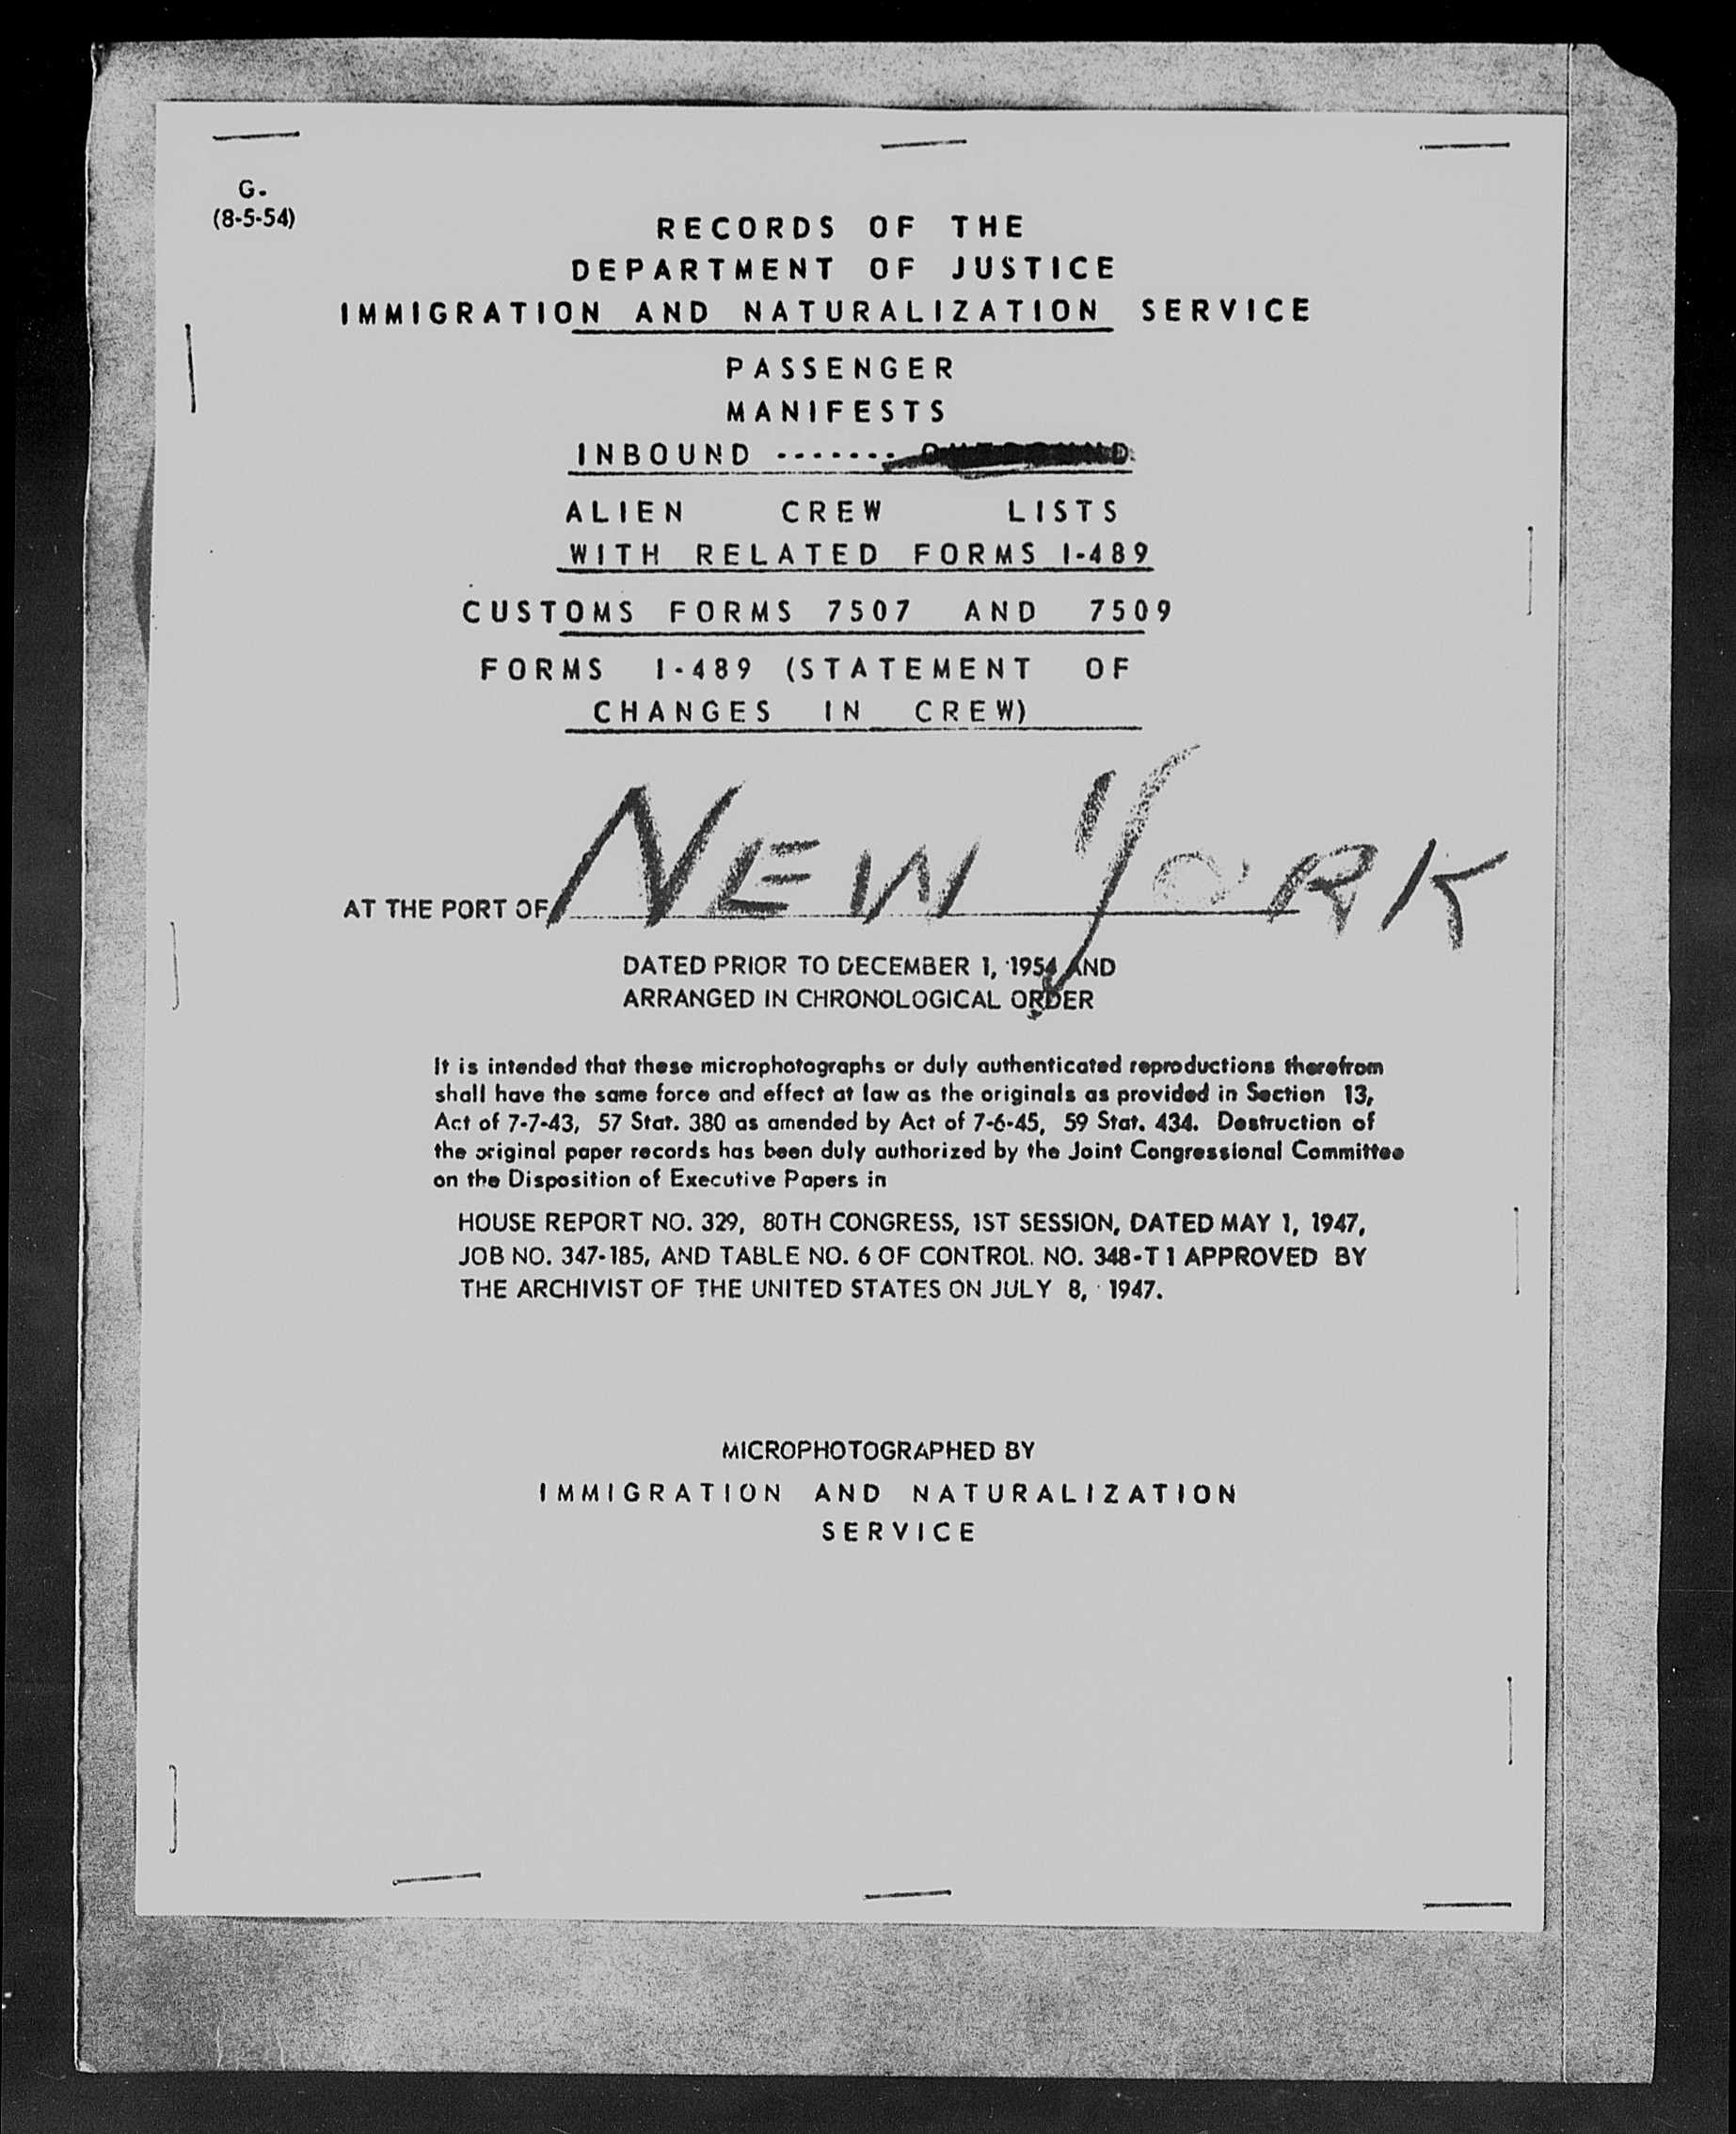 G-
(8-5-54)
RECORDS OF THE
DEPARTMENT OF JUSTICE
IMMIGRATION AND NATURALIZATION SERVICE
PASSENGER
MANIFESTS
INBOUND -------
ALIEN CREW LISTS
WITH RELATED FORMS I-489
CUSTOMS FORMS 7507 AND 7509
FORMS I-489 (STATEMENT OF
CHANGES IN CREW)
AT THE PORT OF NEW YORK
DATED PRIOR TO DECEMBER 1, 1954 AND
ARRANGED IN CHRONOLOGICAL ORDER
It is intended that these microphotographs or duly authenticated reproductions therefrom
shall have the same force and effect at law as the originals as provided in Section 13,
Act of 7-7-43, 57 Stat. 380 as amended by Act of 7-6-45, 59 Stat. 434. Destruction of
the original paper records has been duly authorized by the Joint Congressional Committee
on the Disposition of Executive Papers in
HOUSE REPORT NO. 329, 80TH CONGRESS, 1ST SESSION, DATED MAY 1, 1947,
JOB NO. 347-185, AND TABLE NO. 6 OF CONTROL NO. 348-T1 APPROVED BY
THE ARCHIVIST OF THE UNITED STATES ON JULY 8, 1947.
MICROPHOTOGRAPHED BY
IMMIGRATION AND NATURALIZATION
SERVICE